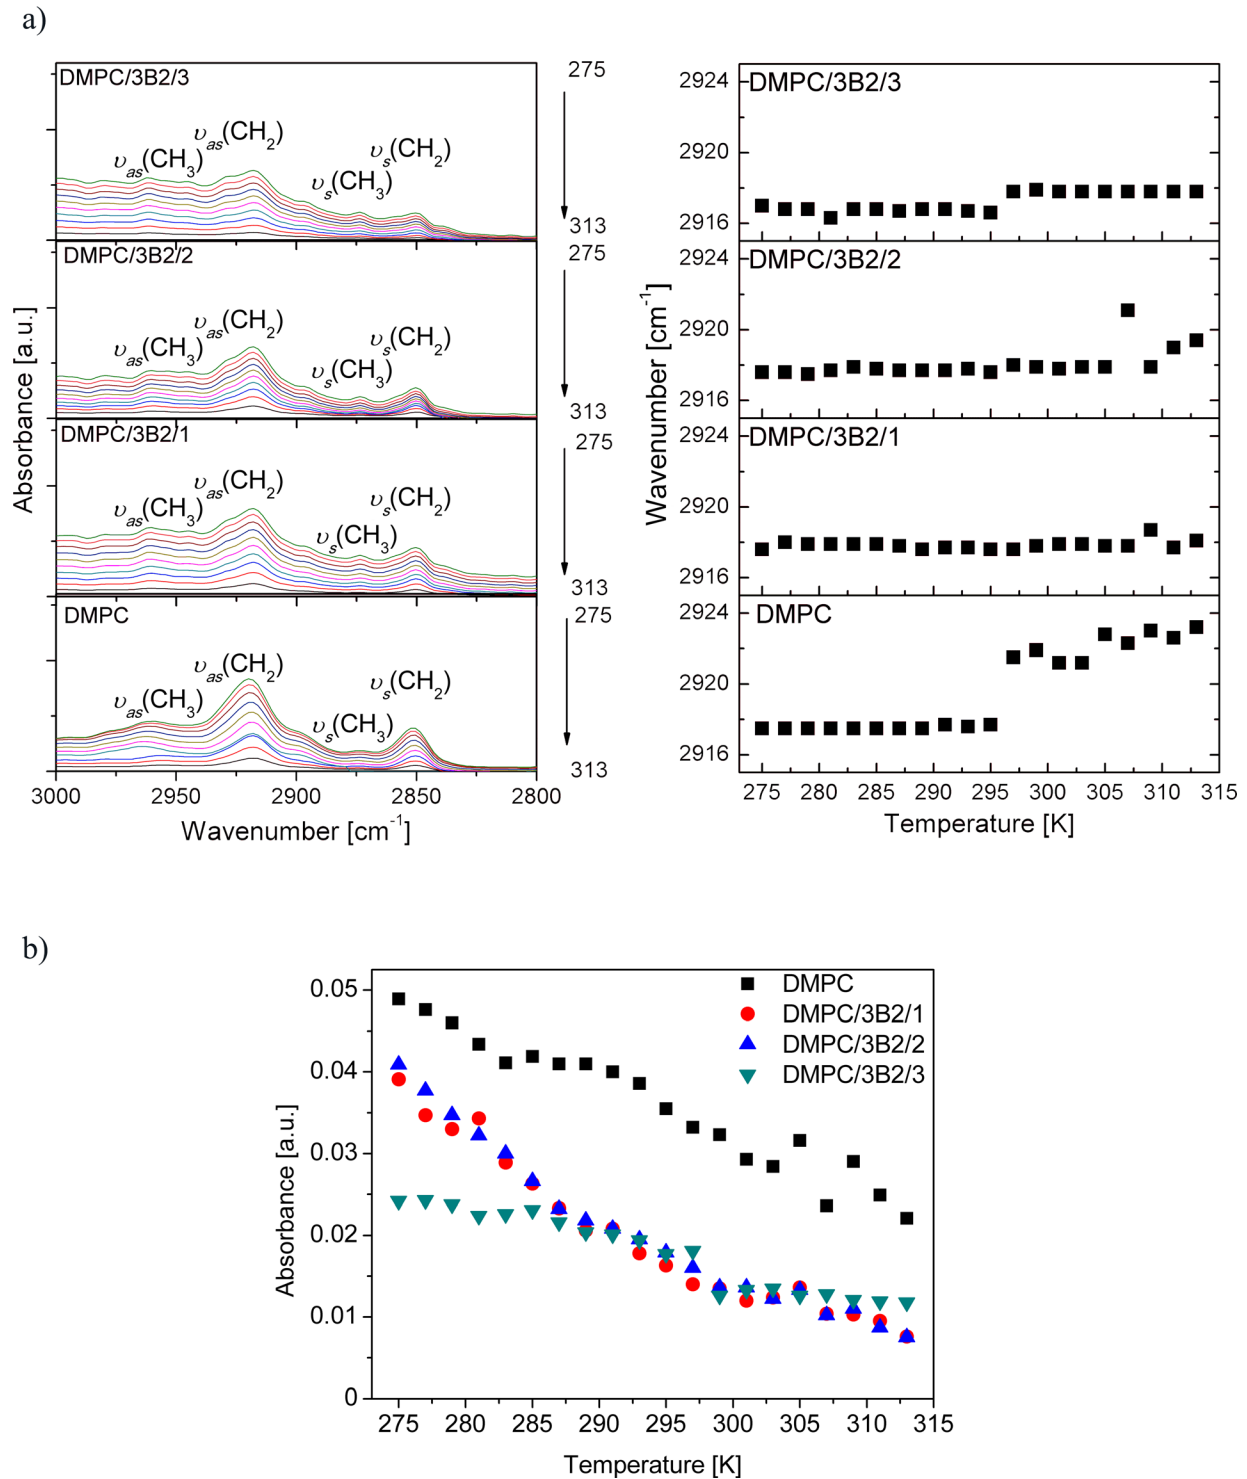 a)
DMPC/3B2/3
υas(CH2)
υas(CH3)
υs(CH2)
υs(CH3)
275
313
DMPC/3B2/2
υas(CH2)
υas(CH3)
υs(CH2)
υs(CH3)
275
313
DMPC/3B2/1
υas(CH2)
υas(CH3)
υs(CH2)
υs(CH3)
275
313
DMPC
υas(CH2)
υas(CH3)
υs(CH2)
υs(CH3)
275
313
Absorbance [a.u.]
3000 2950 2900 2850 2800
Wavenumber [cm-1]
DMPC/3B2/3
2924
2920
2916
DMPC/3B2/2
2924
2920
2916
DMPC/3B2/1
2924
2920
2916
DMPC
2924
2920
2916
Wavenumber [cm-1]
275 280 285 290 295 300 305 310 315
Temperature [K]
b)
DMPC
DMPC/3B2/1
DMPC/3B2/2
DMPC/3B2/3
0.05
0.04
0.03
0.02
0.01
0
Absorbance [a.u.]
275 280 285 290 295 300 305 310 315
Temperature [K]